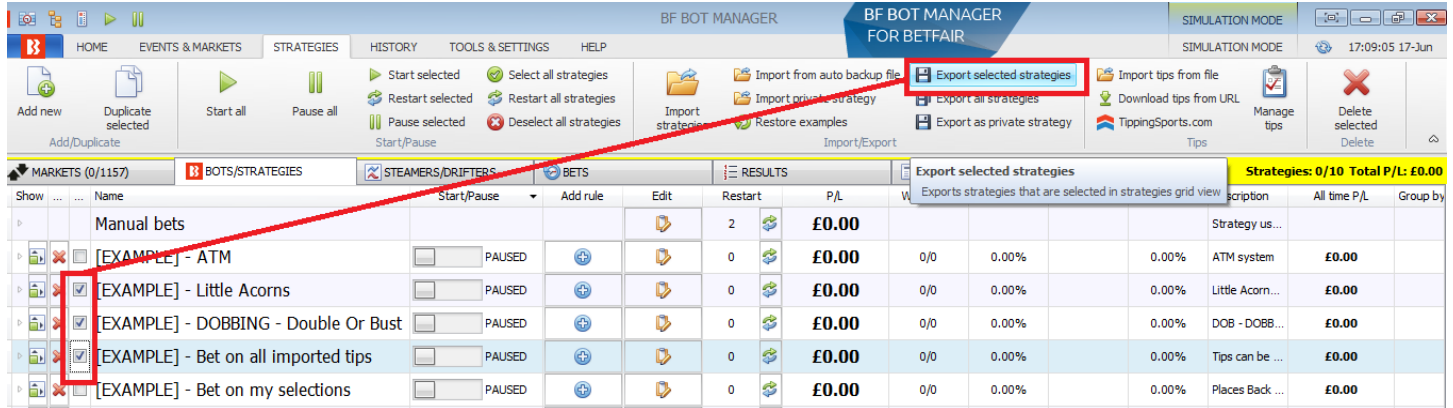 BF BOT MANAGER
BF BOT MANAGER
FOR BETFAIR
SIMULATION MODE
HOME EVENTS & MARKETS STRATEGIES HISTORY TOOLS & SETTINGS HELP
SIMULATION MODE 17:09:05 17-Jun
Start selected Select all strategies Import from auto backup file Export selected strategies Import tips from file
Restart selected Restart all strategies Import private strategy Export all strategies Download tips from URL
Pause selected Deselect all strategies Restore examples Export as private strategy TippingSports.com
Add new Duplicate selected Start all Pause all Import strategies Manage tips Delete selected
Add/Duplicate Start/Pause Import/Export Tips Delete
MARKETS (0/1157) BOTS/STRATEGIES STEAMERS/DRIFTERS BETS RESULTS Strategies: 0/10 Total P/L: £0.00
Export selected strategies
Exports strategies that are selected in strategies grid view
Show ... ... Name Start/Pause Add rule Edit Restart P/L W scription All time P/L Group by
Manual bets 2 £0.00 Strategy us...
[EXAMPLE] - ATM PAUSED 0 £0.00 0/0 0.00% 0.00% ATM system £0.00
[EXAMPLE] - Little Acorns PAUSED 0 £0.00 0/0 0.00% 0.00% Little Acorn... £0.00
[EXAMPLE] - DOBBING - Double Or Bust PAUSED 0 £0.00 0/0 0.00% 0.00% DOB - DOBB... £0.00
[EXAMPLE] - Bet on all imported tips PAUSED 0 £0.00 0/0 0.00% 0.00% Tips can be ... £0.00
[EXAMPLE] - Bet on my selections PAUSED 0 £0.00 0/0 0.00% 0.00% Places Back ... £0.00